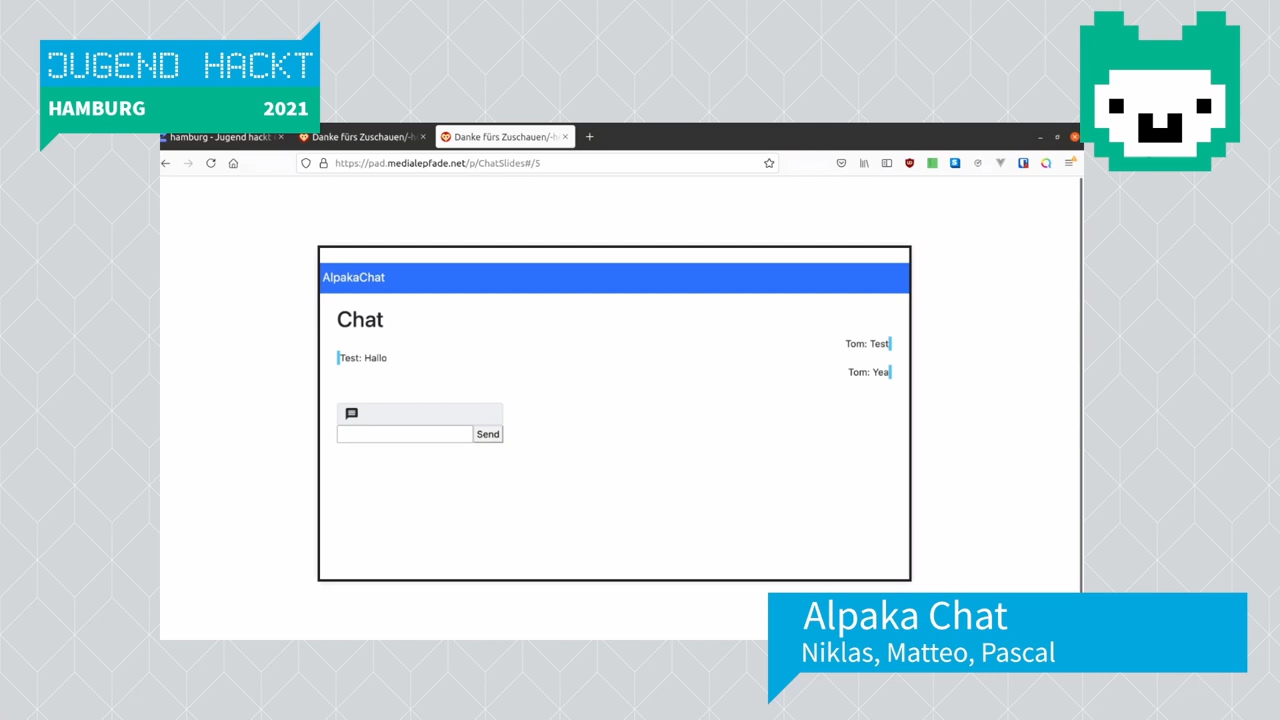 JUGEND HACKT
HAMBURG 2021
hamburg - Jugend hackt
Danke fürs Zuschauen/-h
Danke fürs Zuschauen/-h
https://pad.medialepfade.net/p/ChatSlides#/5
AlpakaChat
Chat
Tom: Test
Test: Hallo
Tom: Yea
Send
Alpaka Chat
Niklas, Matteo, Pascal